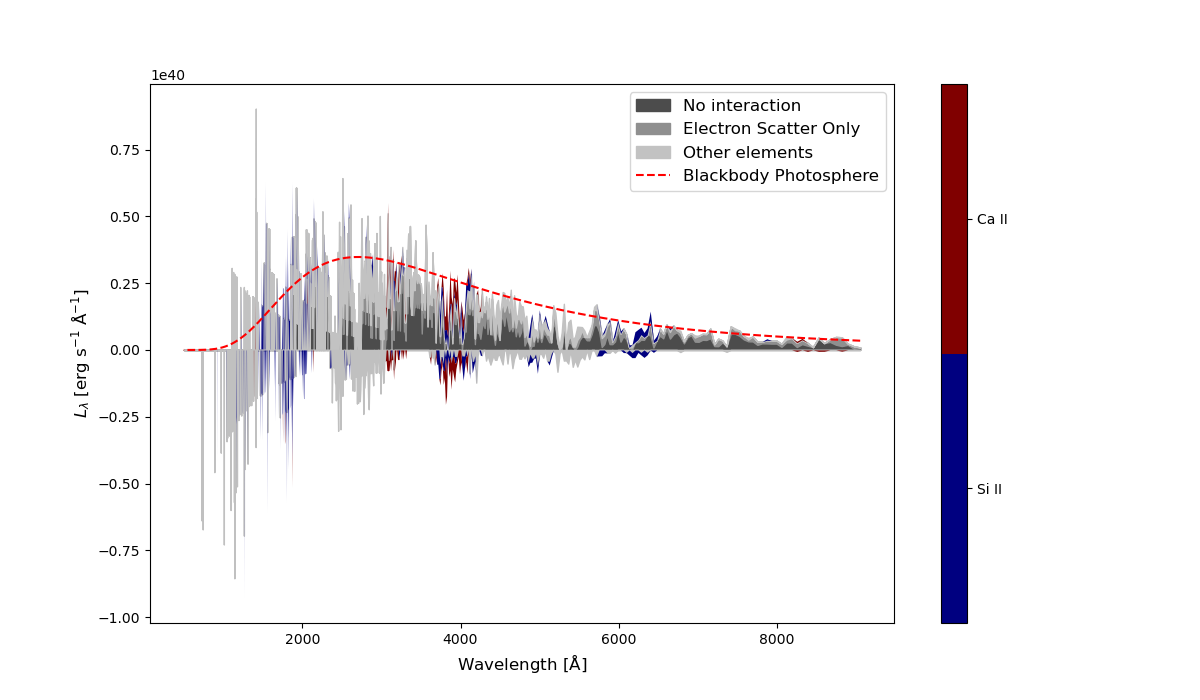 1e40
No interaction
Electron Scatter Only
Other elements
Blackbody Photosphere
0.75
0.50
0.25
0.00
−0.25
−0.50
−0.75
−1.00
$L_{\lambda}$ [erg s$^{-1}$ Å$^{-1}$]
2000 4000 6000 8000
Wavelength [Å]
Ca II
Si II